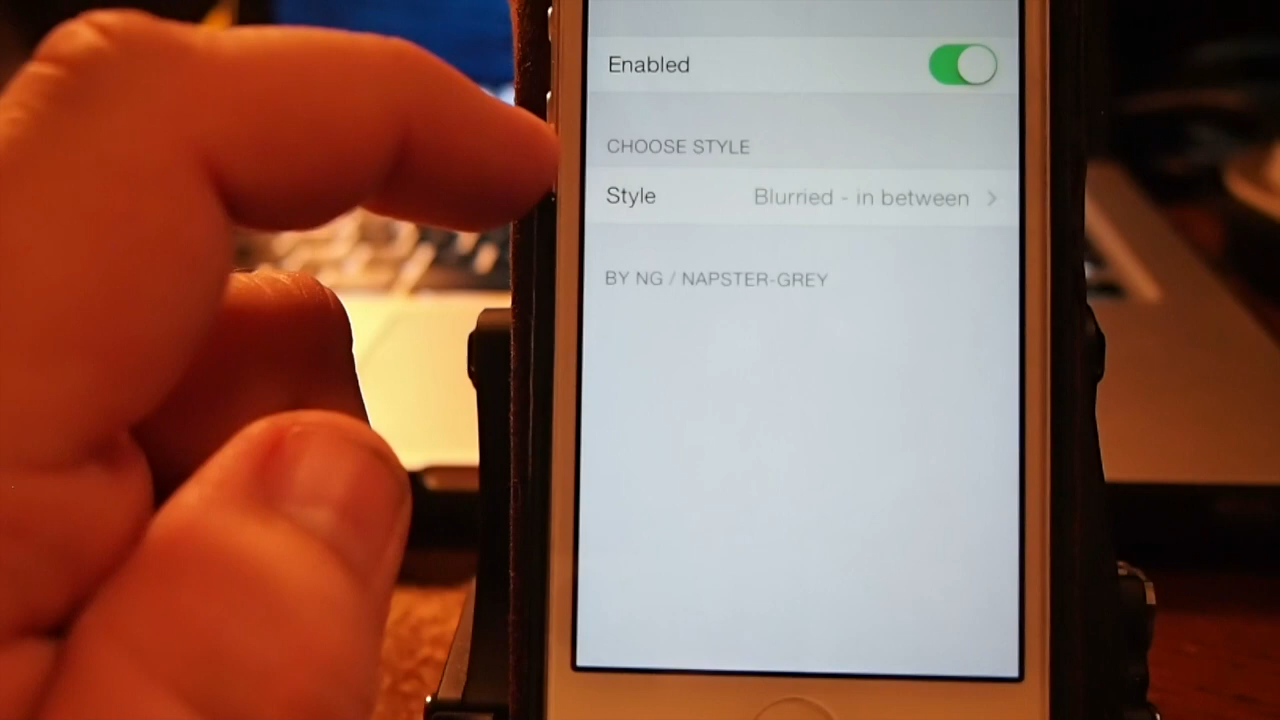 Enabled
CHOOSE STYLE
Style Blurried - in between
BY NG / NAPSTER-GREY